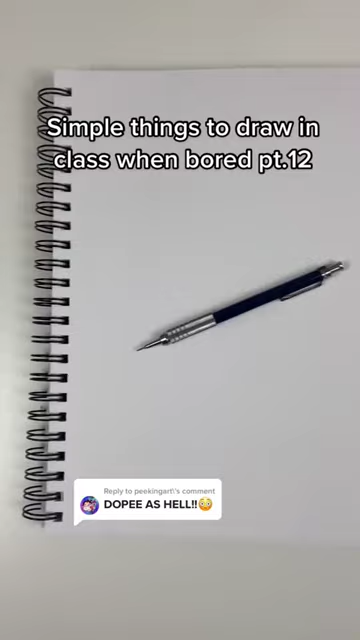 Simple things to draw in
class when bored pt.12
Reply to peekingart\'s comment
DOPEE AS HELL!!😳